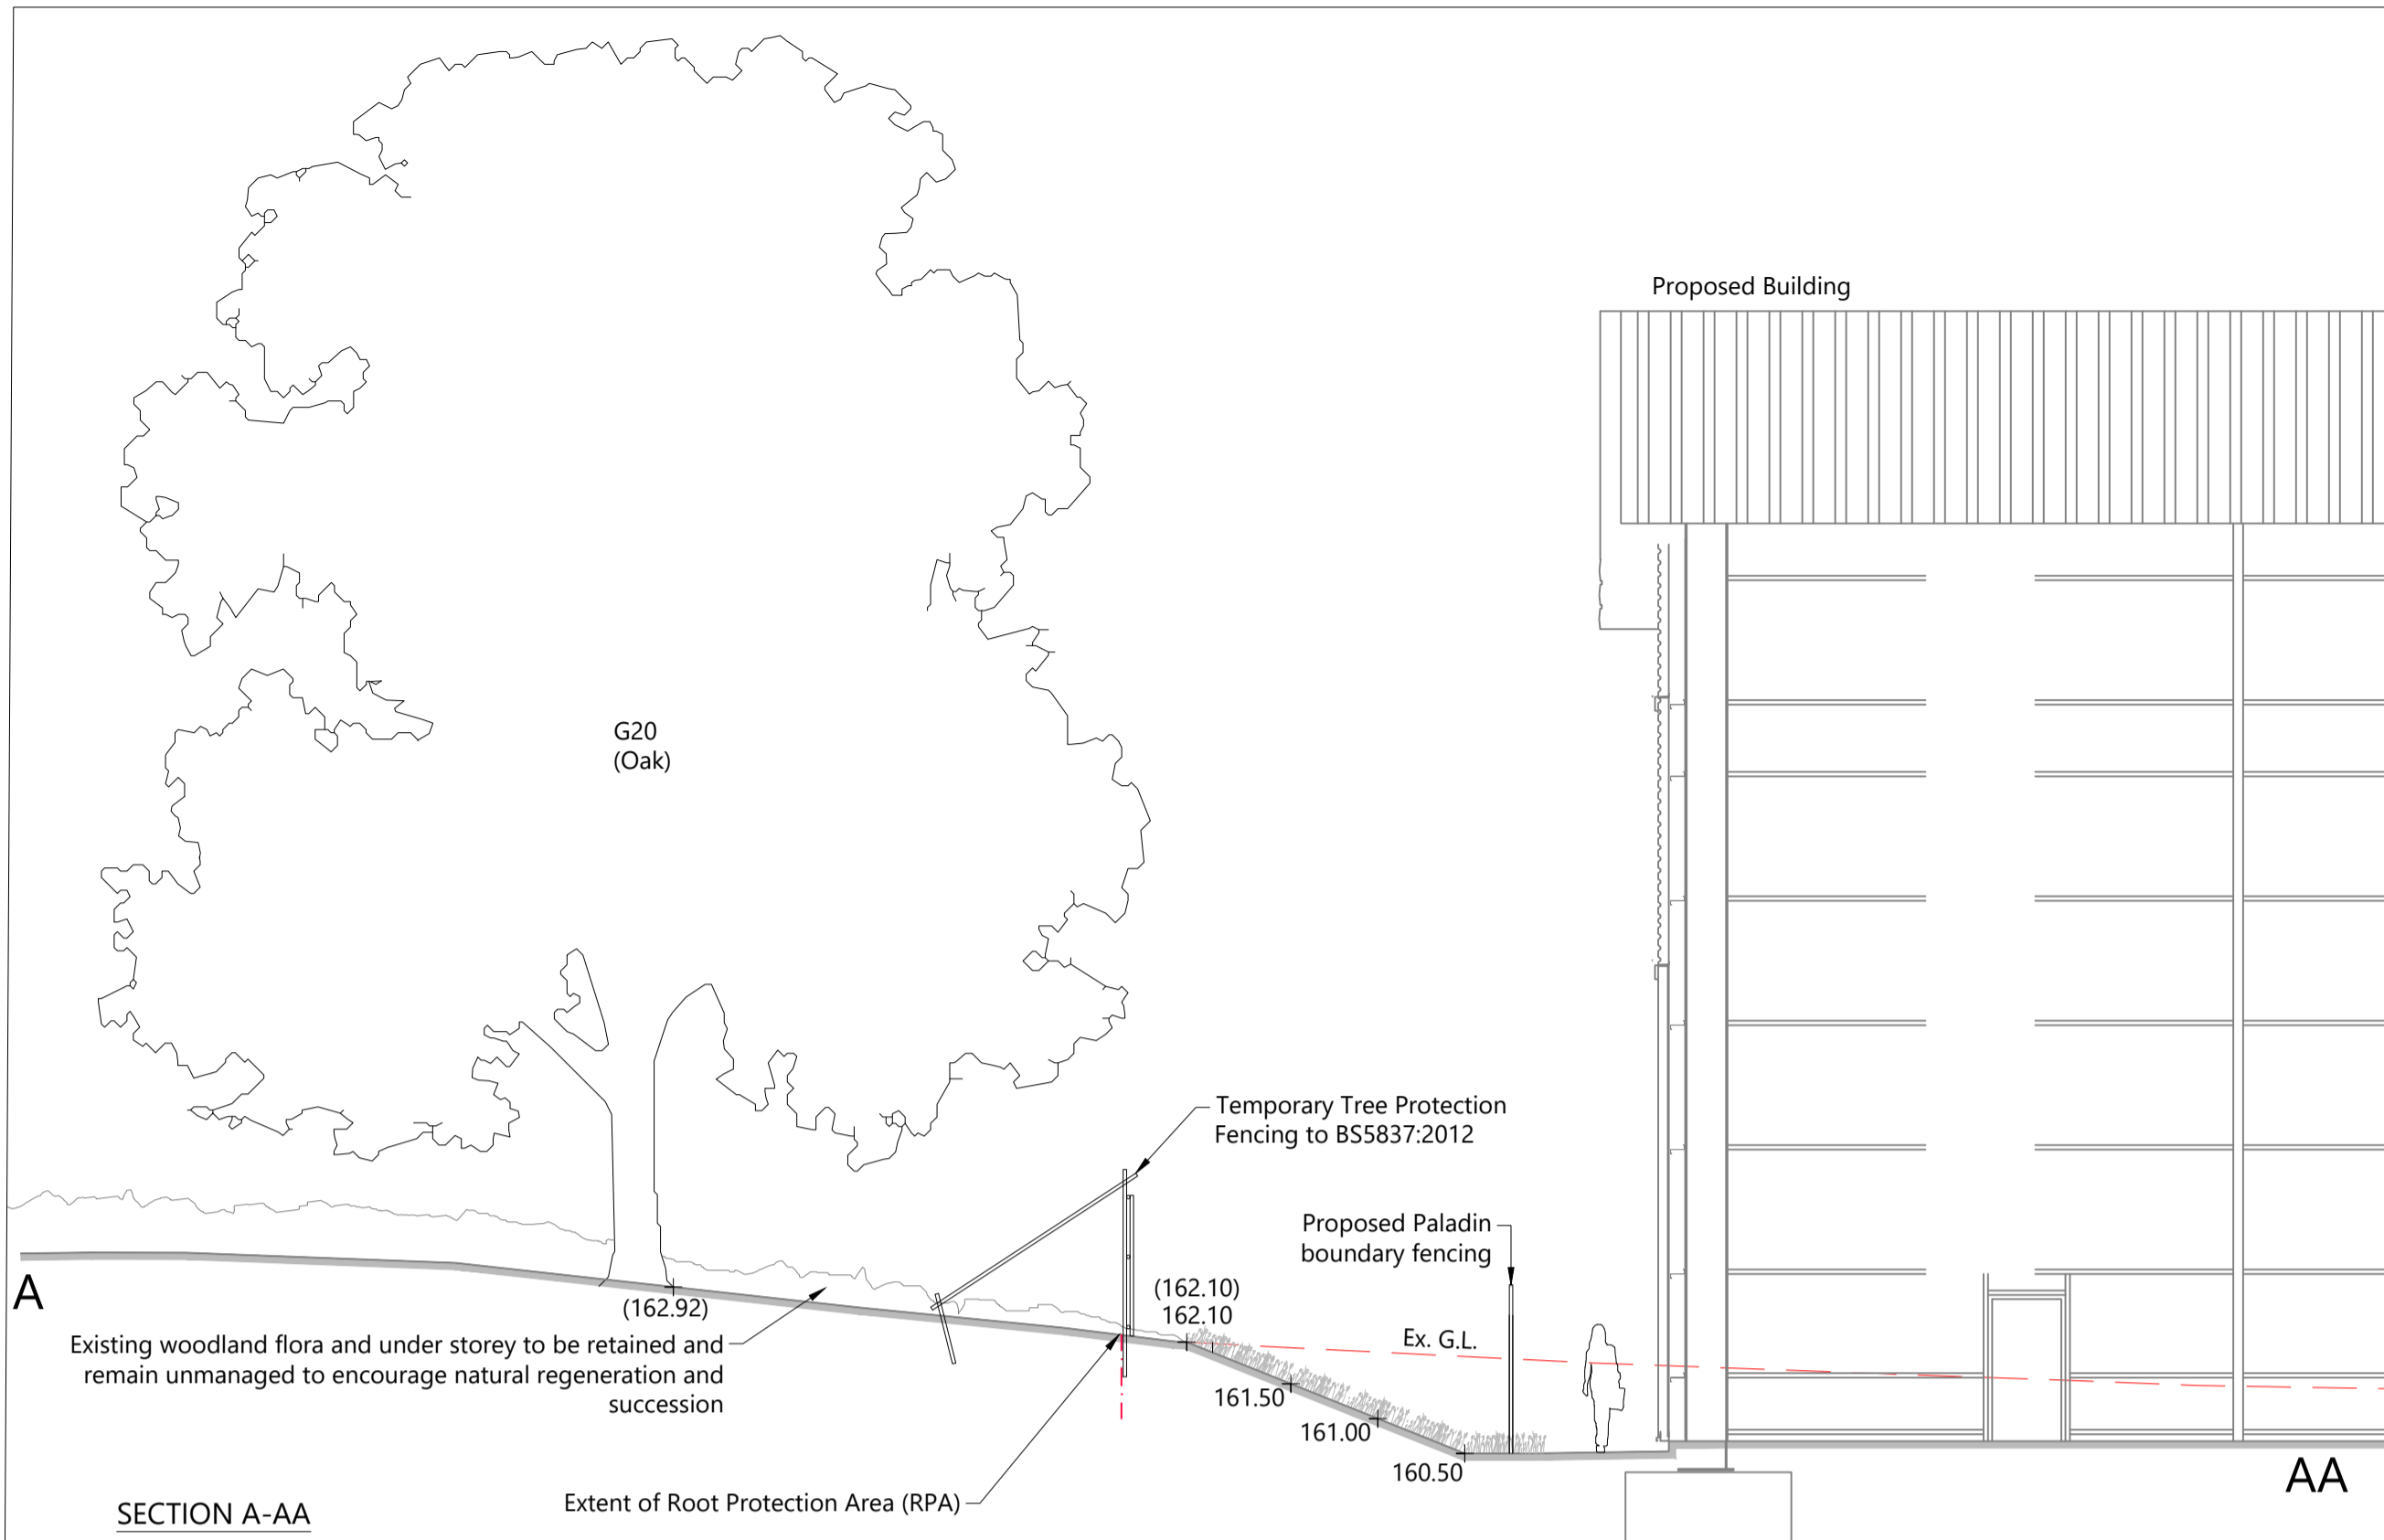 Proposed Building
G20
(Oak)
Temporary Tree Protection
Fencing to BS5837:2012
Proposed Paladin
boundary fencing
(162.10)
162.10
Ex. G.L.
A
(162.92)
Existing woodland flora and under storey to be retained and
remain unmanaged to encourage natural regeneration and
succession
161.50
161.00
160.50
AA
Extent of Root Protection Area (RPA)
SECTION A-AA